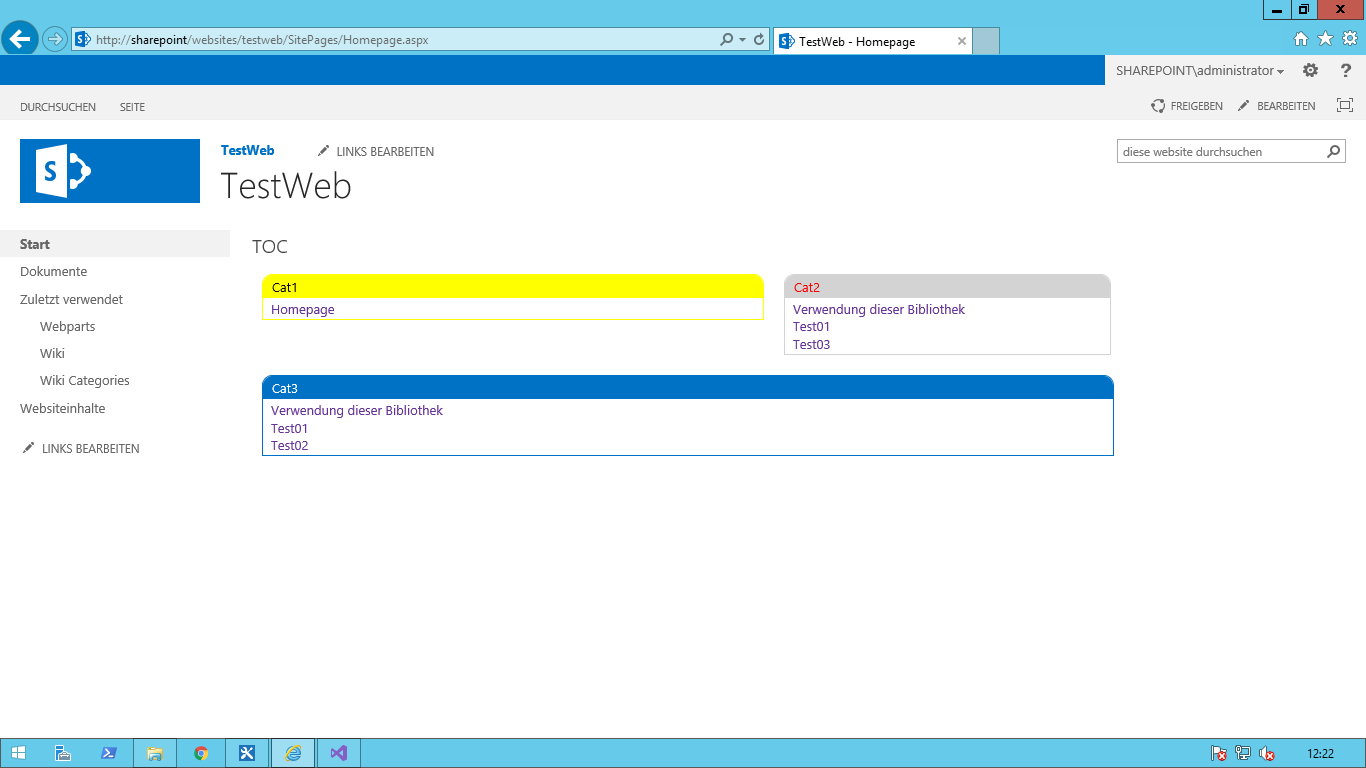 http://sharepoint/websites/testweb/SitePages/Homepage.aspx
TestWeb - Homepage
SHAREPOINT\administrator
?
DURCHSUCHEN SEITE
FREIGEBEN BEARBEITEN
S
TestWeb LINKS BEARBEITEN
TestWeb
diese website durchsuchen
Start
Dokumente
Zuletzt verwendet
Webparts
Wiki
Wiki Categories
Websiteinhalte
LINKS BEARBEITEN
TOC
Cat1
Homepage
Cat2
Verwendung dieser Bibliothek
Test01
Test03
Cat3
Verwendung dieser Bibliothek
Test01
Test02
12:22